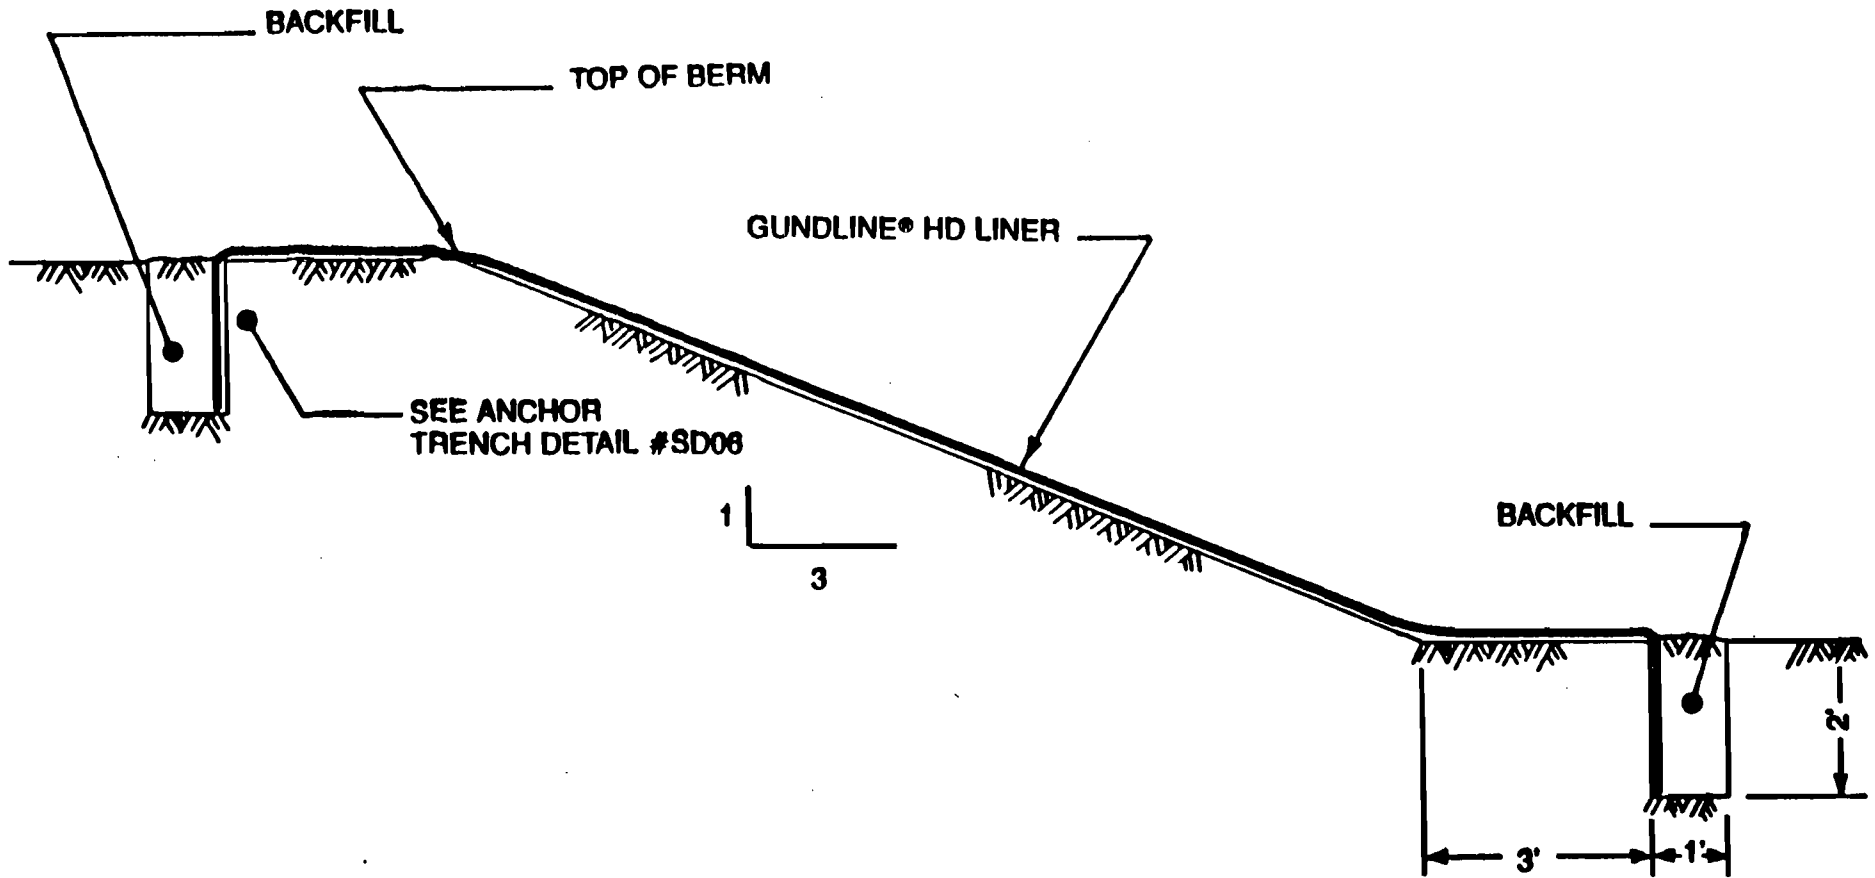 BACKFILL
TOP OF BERM
GUNDLINE® HD LINER
SEE ANCHOR
TRENCH DETAIL #SD06
1
3
BACKFILL
2'
3'
1'